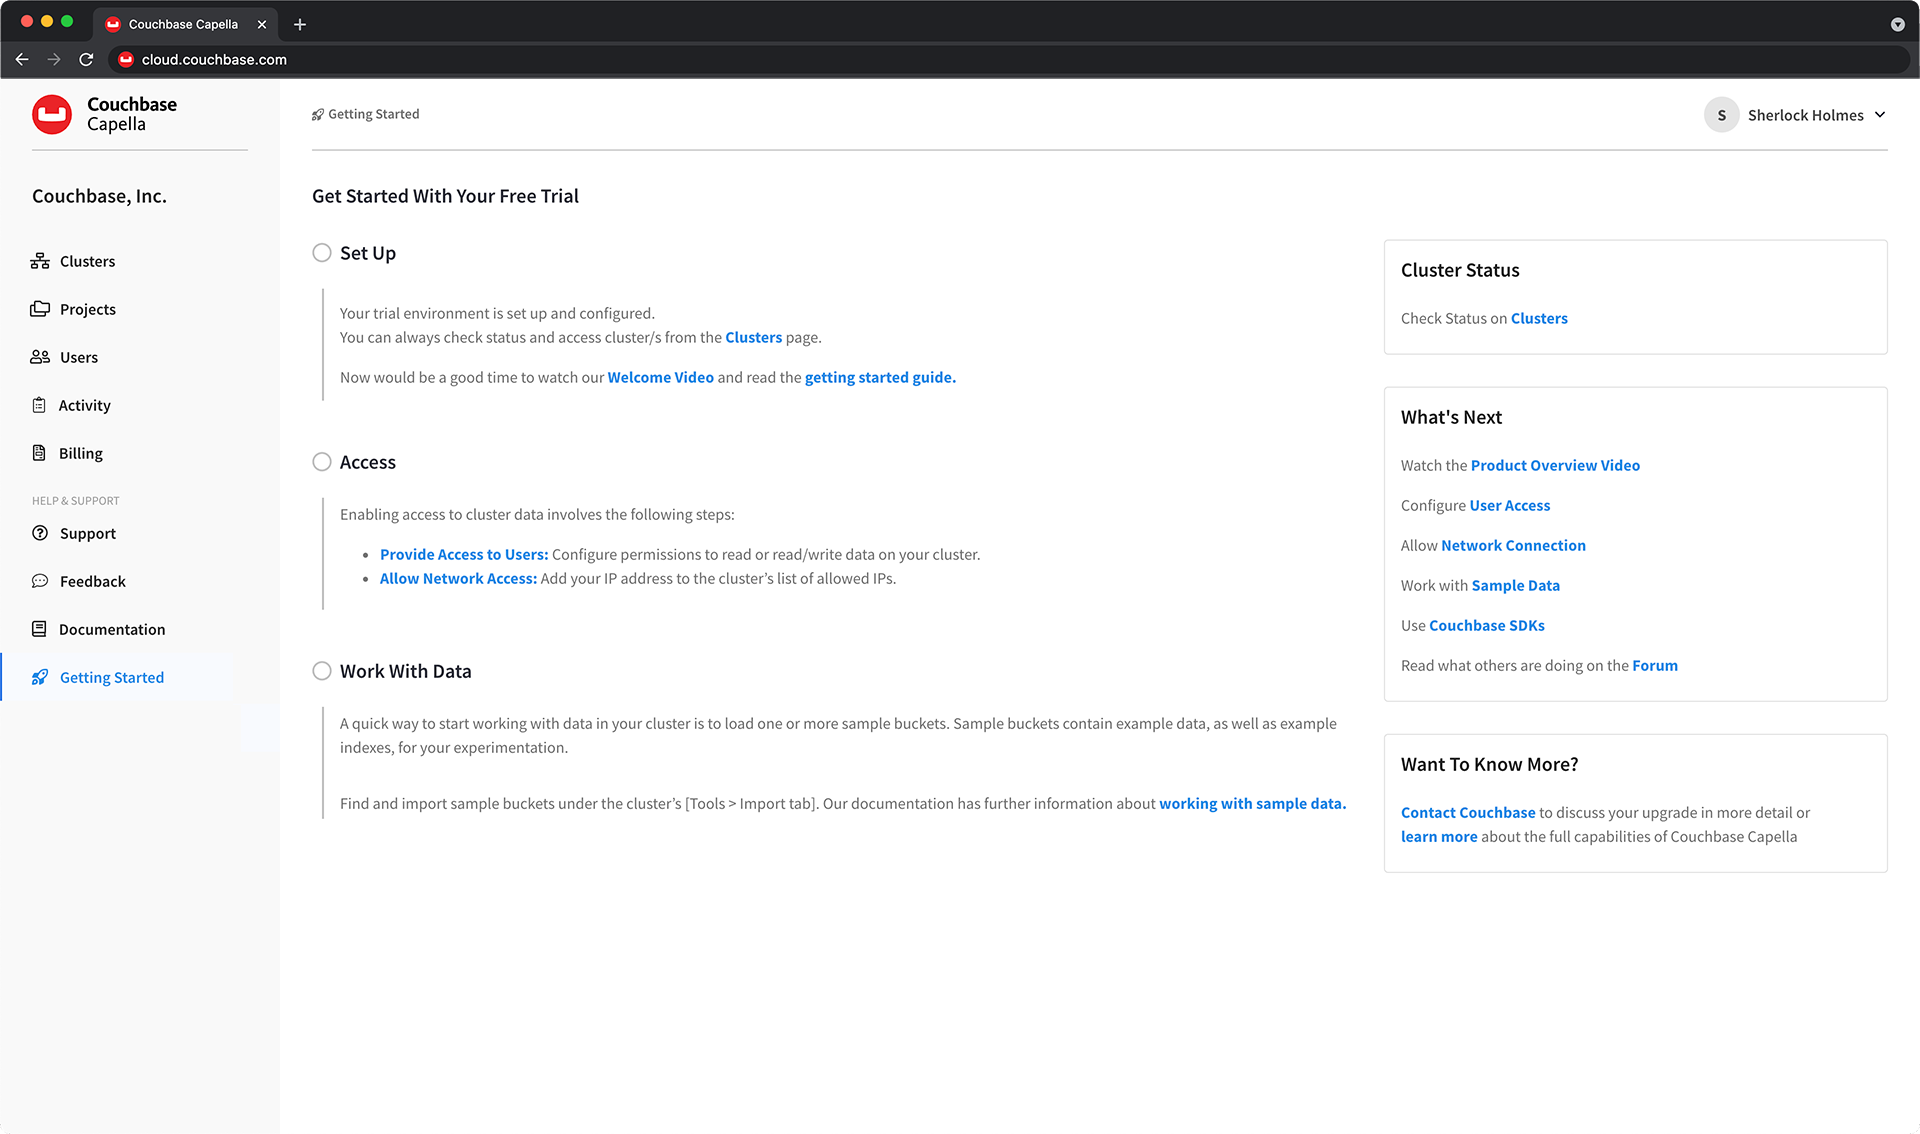 Couchbase Capella
cloud.couchbase.com
Couchbase
Capella
Getting Started
S
Sherlock Holmes
Couchbase, Inc.
Clusters
Projects
Users
Activity
Billing
HELP & SUPPORT
Support
Feedback
Documentation
Getting Started
Get Started With Your Free Trial
Set Up
Your trial environment is set up and configured.
You can always check status and access cluster/s from the Clusters page.
Now would be a good time to watch our Welcome Video and read the getting started guide.
Access
Enabling access to cluster data involves the following steps:
• Provide Access to Users: Configure permissions to read or read/write data on your cluster.
• Allow Network Access: Add your IP address to the cluster’s list of allowed IPs.
Work With Data
A quick way to start working with data in your cluster is to load one or more sample buckets. Sample buckets contain example data, as well as example
indexes, for your experimentation.
Find and import sample buckets under the cluster’s [Tools > Import tab]. Our documentation has further information about working with sample data.
Cluster Status
Check Status on Clusters
What's Next
Watch the Product Overview Video
Configure User Access
Allow Network Connection
Work with Sample Data
Use Couchbase SDKs
Read what others are doing on the Forum
Want To Know More?
Contact Couchbase to discuss your upgrade in more detail or
learn more about the full capabilities of Couchbase Capella